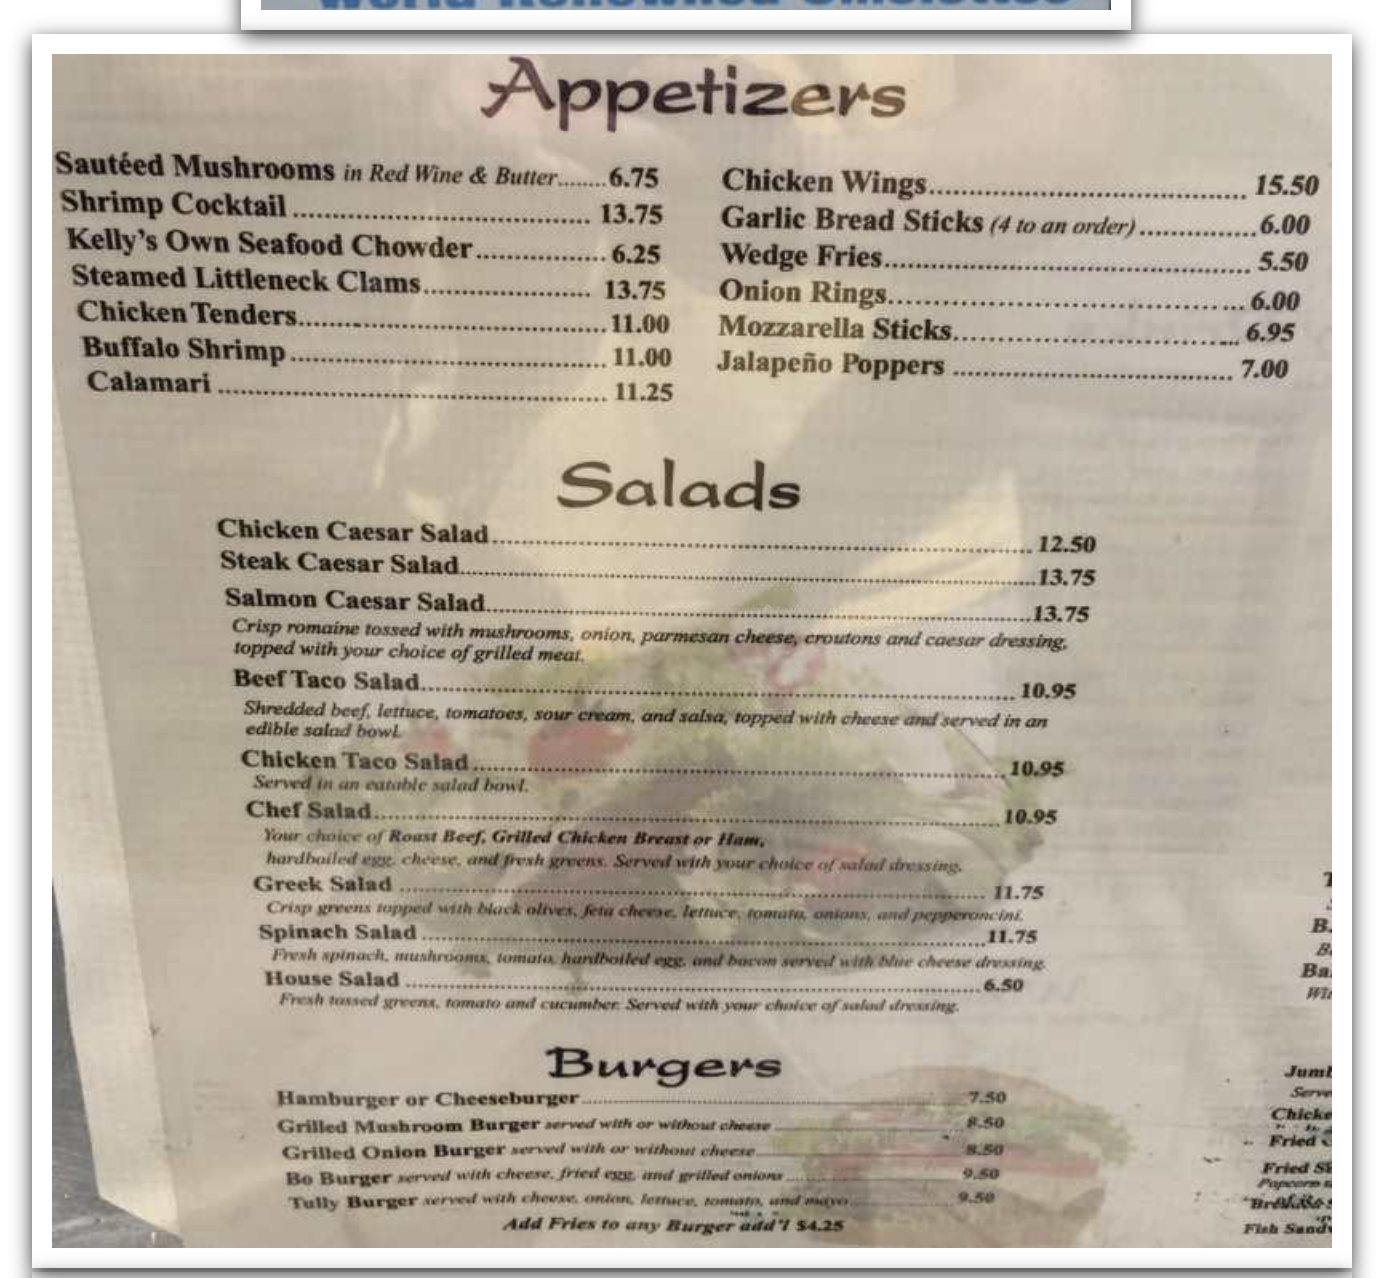 World Renowned Omelettes
Appetizers
Sautéed Mushrooms in Red Wine & Butter........6.75
Shrimp Cocktail ................................ 13.75
Kelly's Own Seafood Chowder..............6.25
Steamed Littleneck Clams.................. 13.75
Chicken Tenders.................................11.00
Buffalo Shrimp.................................. 11.00
Calamari .......................................... 11.25
Chicken Wings.................................. 15.50
Garlic Bread Sticks (4 to an order).............6.00
Wedge Fries....................................... 5.50
Onion Rings...................................... 6.00
Mozzarella Sticks............................... 6.95
Jalapeño Poppers .............................. 7.00
Salads
Chicken Caesar Salad.......................................................... 12.50
Steak Caesar Salad..............................................................13.75
Salmon Caesar Salad...........................................................13.75
Crisp romaine tossed with mushrooms, onion, parmesan cheese, croutons and caesar dressing,
topped with your choice of grilled meat.
Beef Taco Salad................................................................ 10.95
Shredded beef, lettuce, tomatoes, sour cream, and salsa, topped with cheese and served in an
edible salad bowl.
Chicken Taco Salad ...........................................................10.95
Served in an eatable salad bowl.
Chef Salad.......................................................................10.95
Your choice of Roast Beef, Grilled Chicken Breast or Ham,
hardboiled egg, cheese, and fresh greens. Served with your choice of salad dressing.
Greek Salad .................................................................... 11.75
Crisp greens topped with black olives, feta cheese, lettuce, tomato, onions, and pepperoncini.
Spinach Salad ..................................................................11.75
Fresh spinach, mushrooms, tomato, hardboiled egg, and bacon served with blue cheese dressing.
House Salad .................................................................... 6.50
Fresh tossed greens, tomato and cucumber. Served with your choice of salad dressing.
Burgers
Hamburger or Cheeseburger................................................ 7.50
Grilled Mushroom Burger served with or without cheese ........................ 8.50
Grilled Onion Burger served with or without cheese............................ 8.50
Bo Burger served with cheese, fried egg, and grilled onions ..................... 9.50
Tully Burger served with cheese, onion, lettuce, tomato, and mayo............... 9.50
Add Fries to any Burger add'l $4.25
B.
Ba
Serve
Fried
Fish